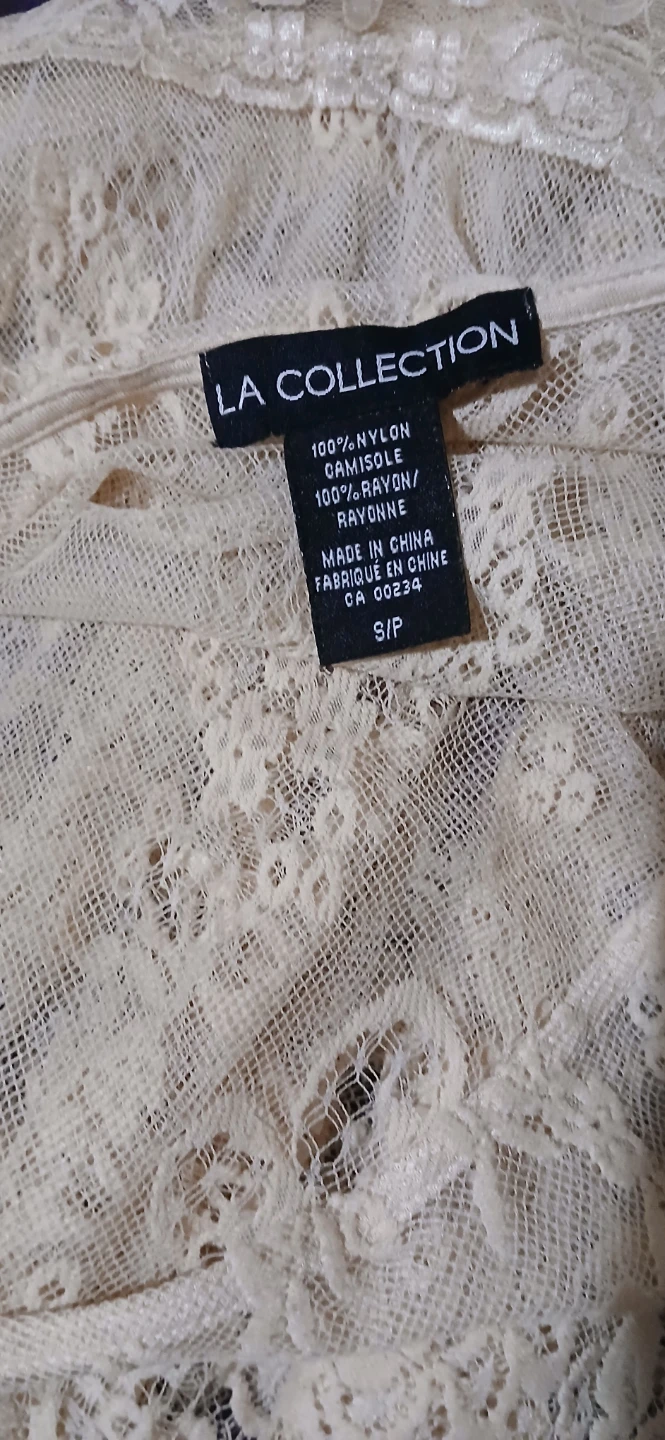 LA COLLECTION
100% NYLON
CAMISOLE
100% RAYON/
RAYONNE
MADE IN CHINA
FABRIQUÉ EN CHINE
CA 00234
S/P